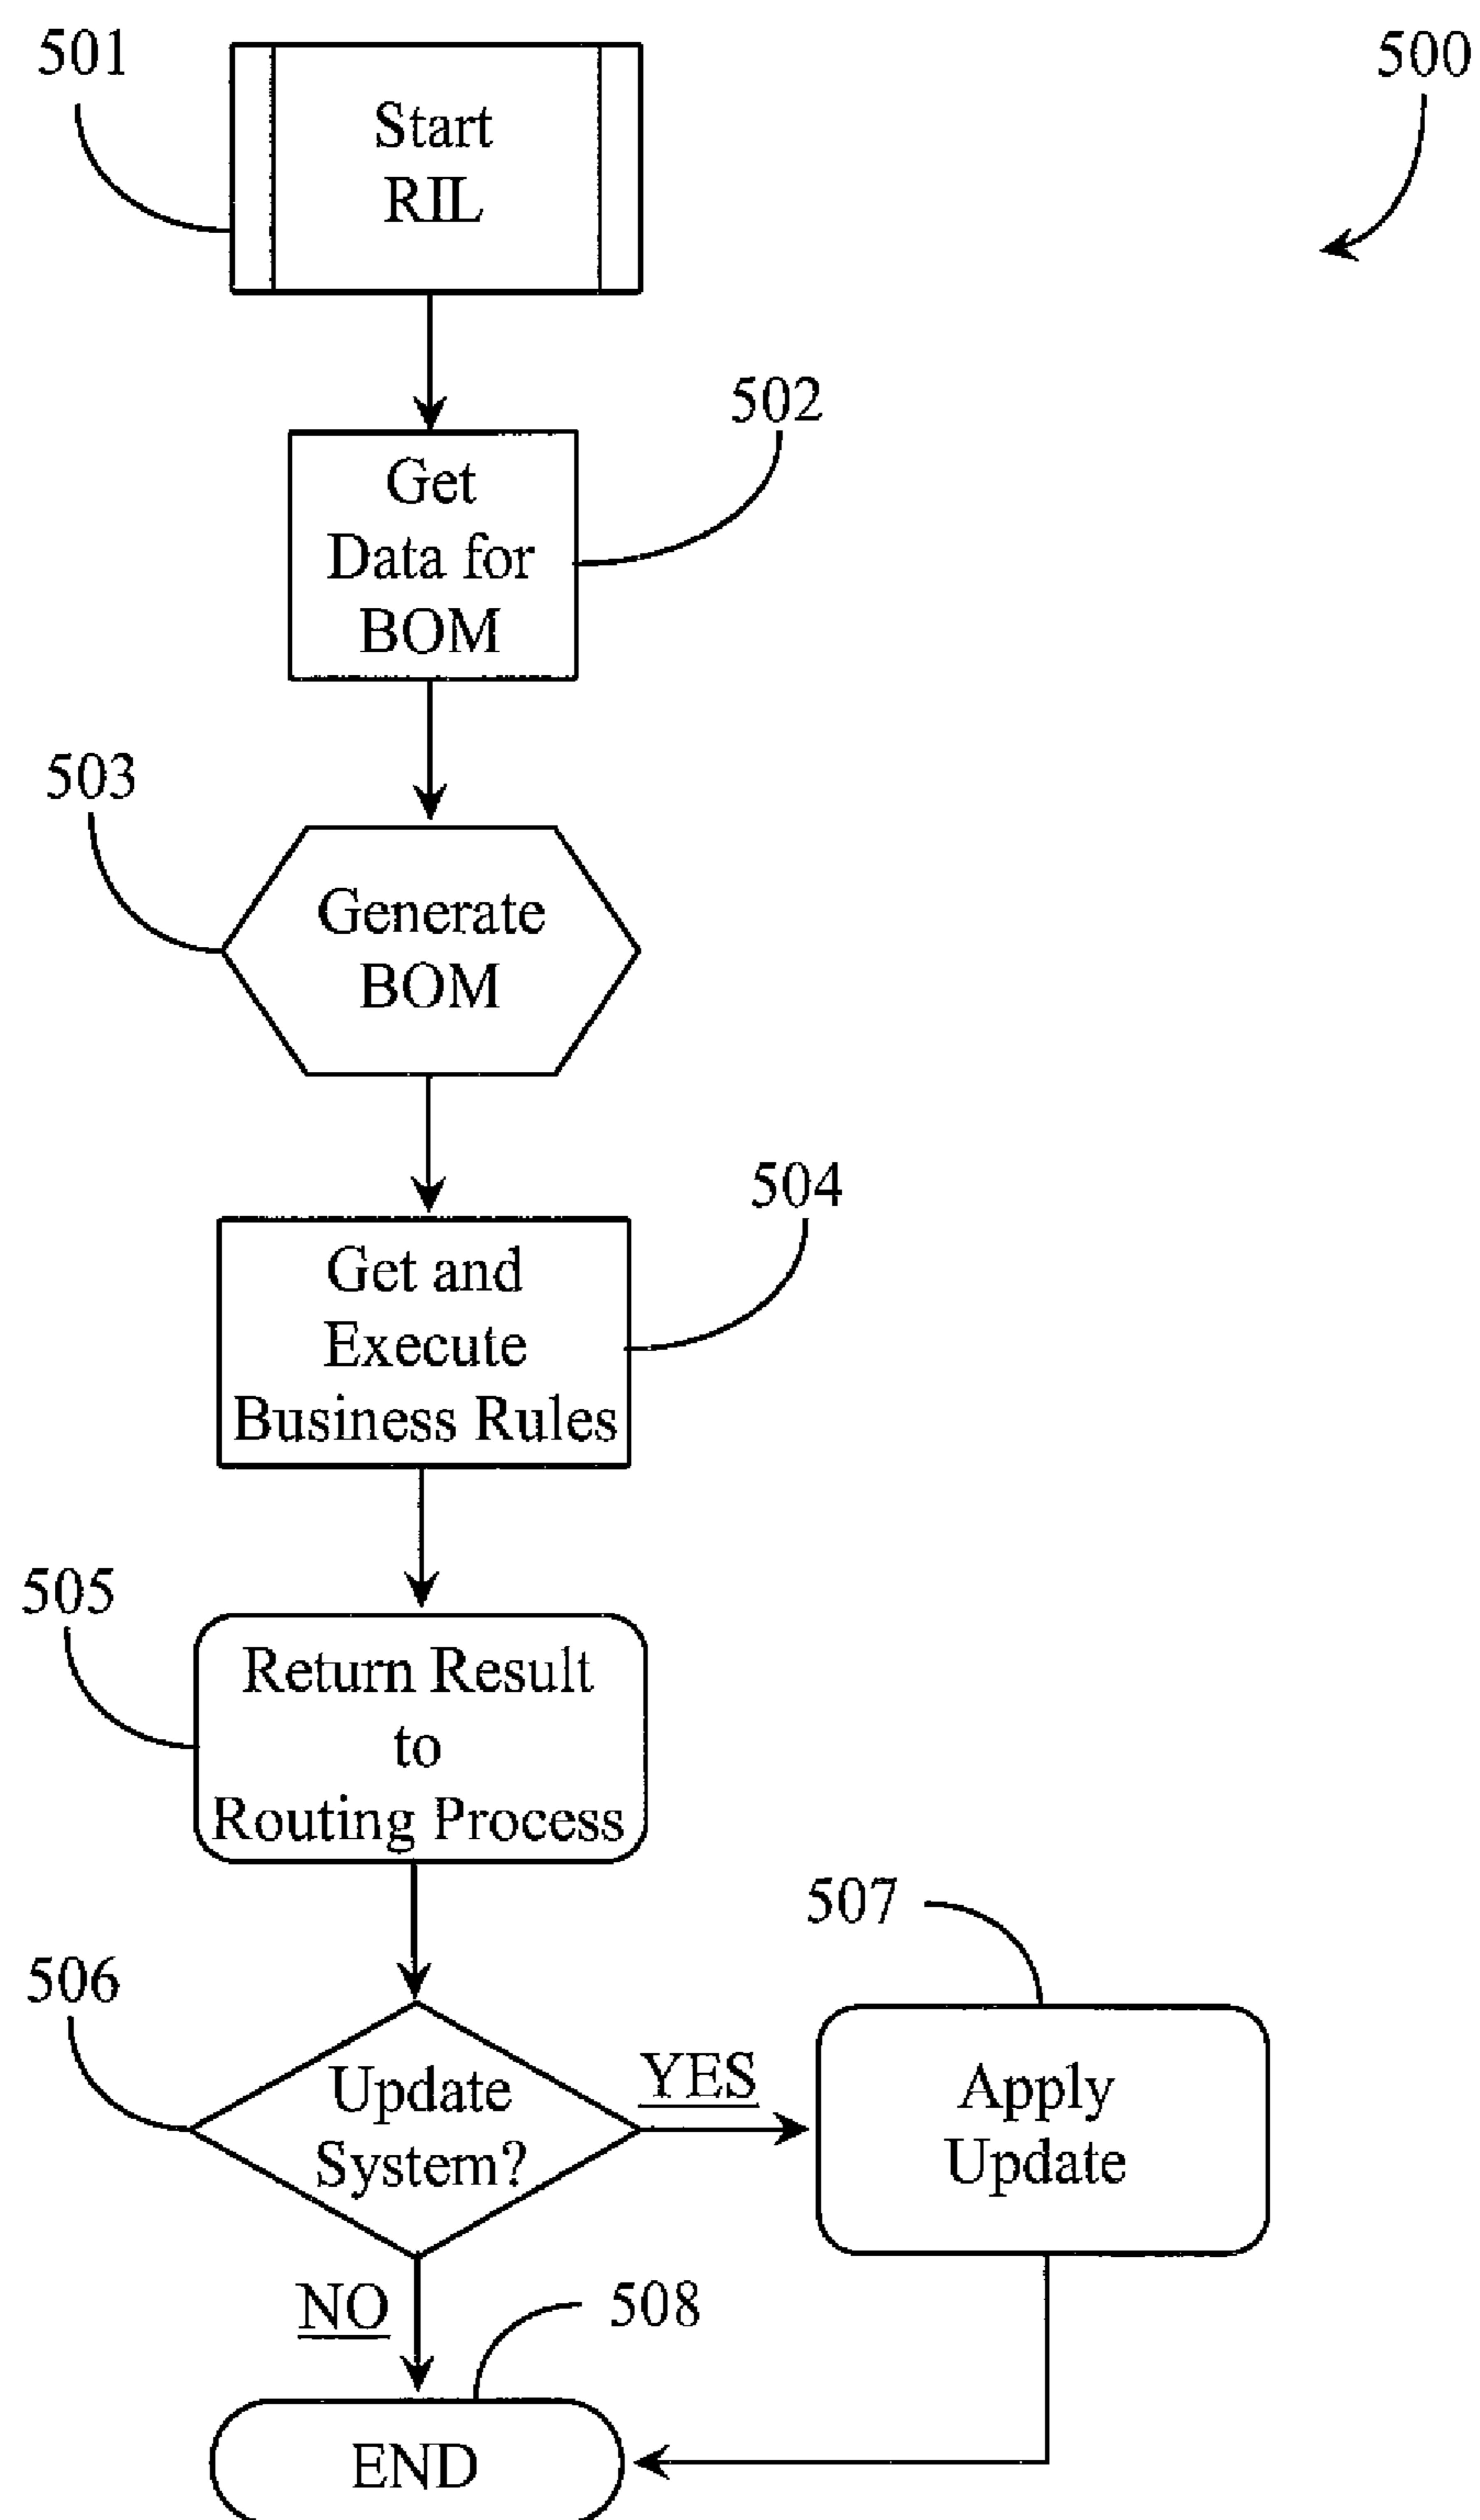 501
500
Start
RIL
502
Get
Data for
BOM
503
Generate
BOM
504
Get and
Execute
Business Rules
505
Return Result
to
Routing Process
507
506
Update
System?
YES
Apply
Update
NO
508
END